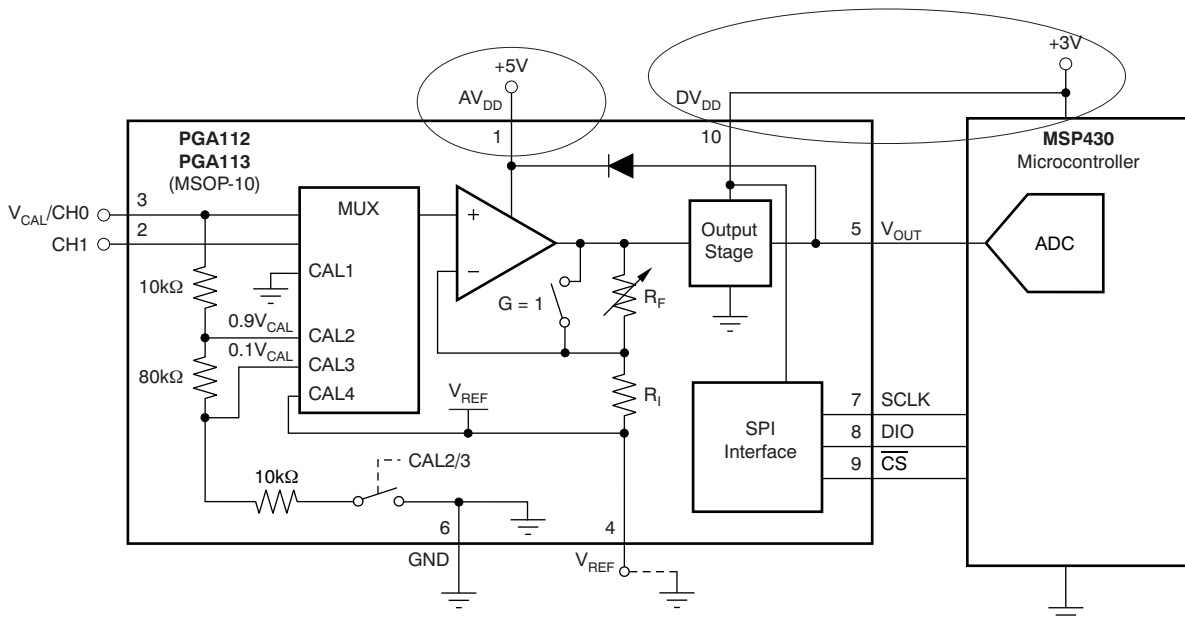 +5V
+3V
AV_DD
DV_DD
1
10
PGA112
PGA113
(MSOP-10)
MSP430
Microcontroller
3
V_CAL/CH0
MUX
+
2
CH1
Output
Stage
5
V_OUT
ADC
CAL1
−
10kΩ
G = 1
R_F
0.9V_CAL
CAL2
0.1V_CAL
CAL3
80kΩ
CAL4
V_REF
R_I
SPI
Interface
7
SCLK
8
DIO
9
C̅S̅
CAL2/3
10kΩ
6
4
GND
V_REF